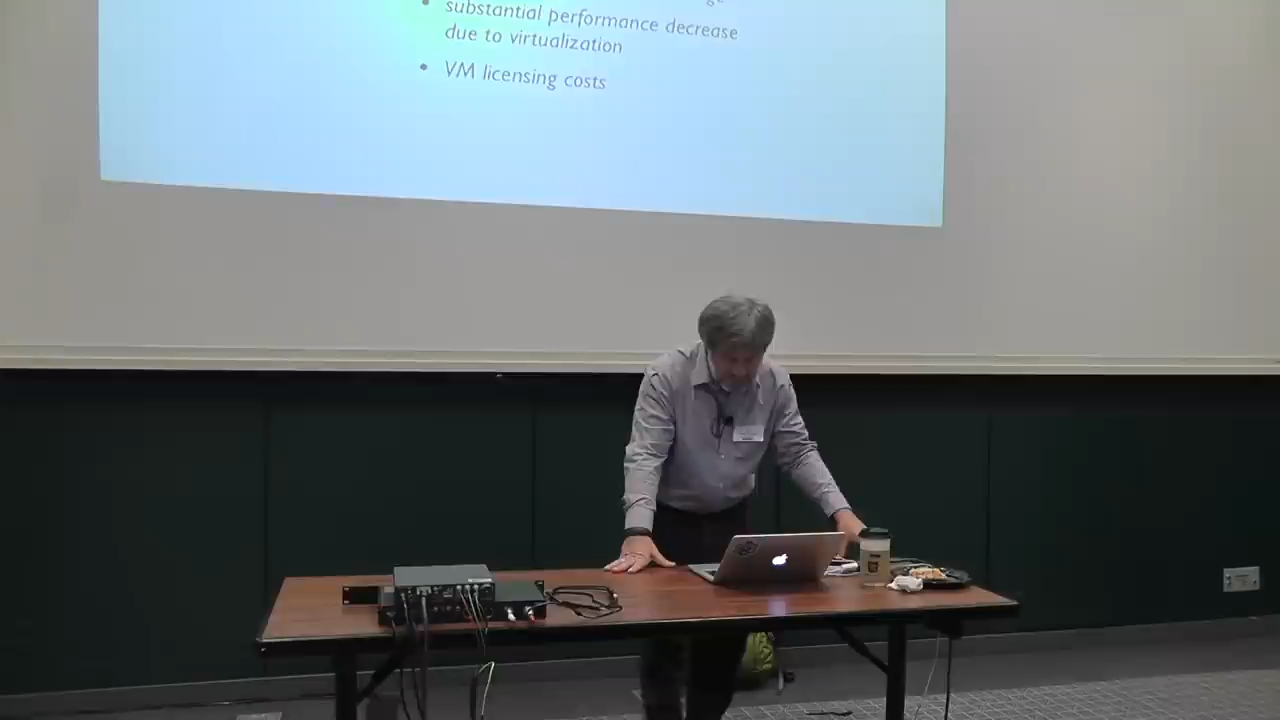 substantial performance decrease
due to virtualization
VM licensing costs